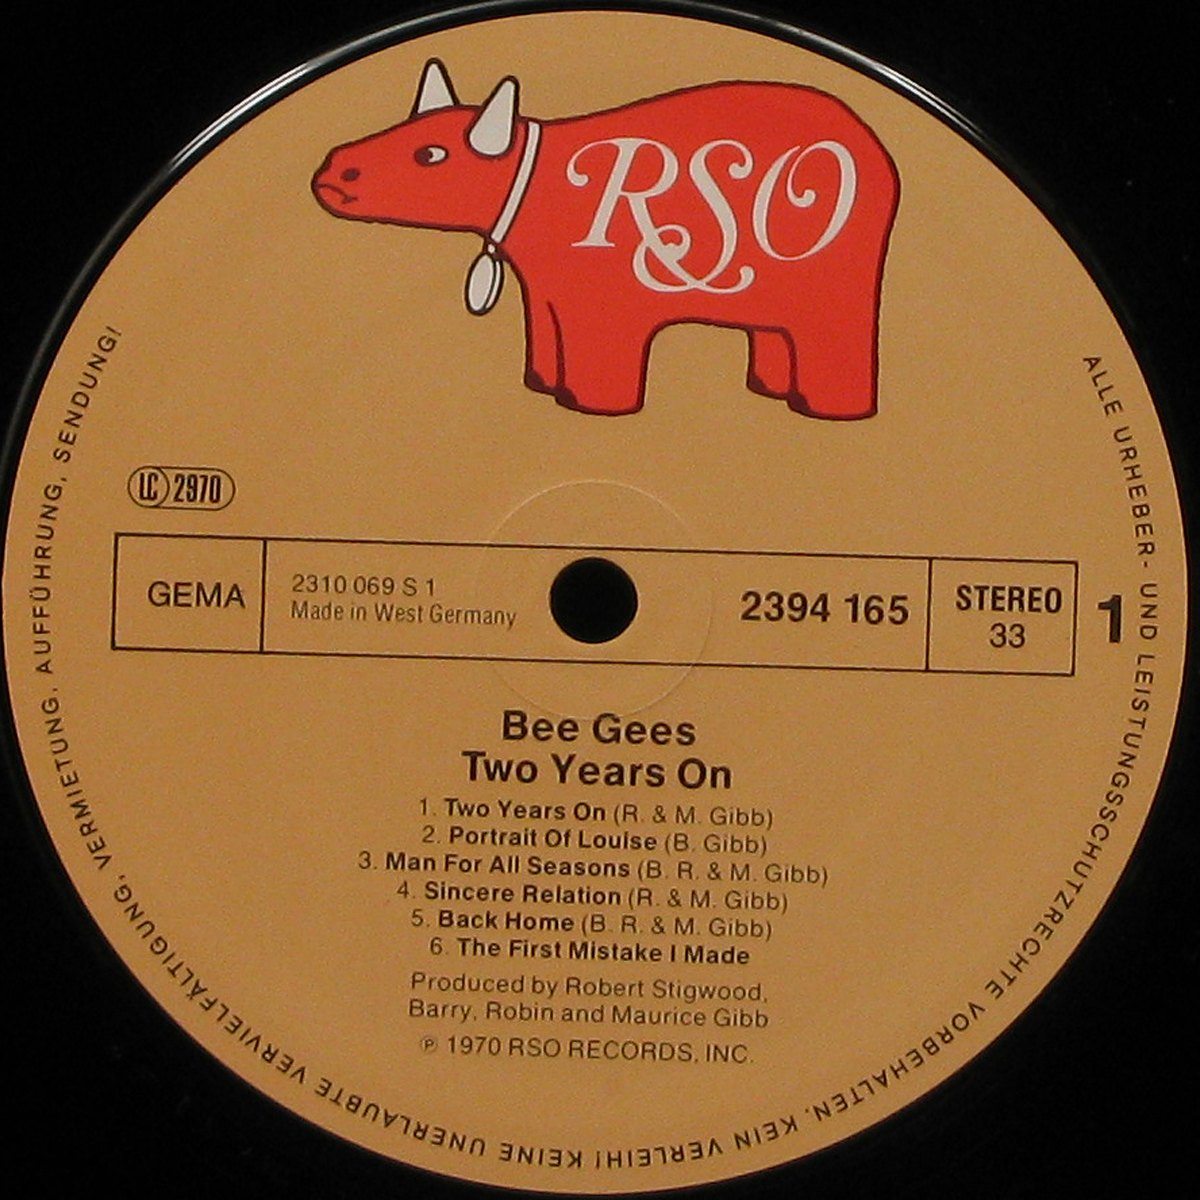 RSO
LC 2970
GEMA
2310 069 S 1
Made in West Germany
2394 165
STEREO
33
1
Bee Gees
Two Years On
1. Two Years On (R. & M. Gibb)
2. Portrait Of Louise (B. Gibb)
3. Man For All Seasons (B. R. & M. Gibb)
4. Sincere Relation (R. & M. Gibb)
5. Back Home (B. R. & M. Gibb)
6. The First Mistake I Made
Produced by Robert Stigwood,
Barry, Robin and Maurice Gibb
℗ 1970 RSO RECORDS, INC.
ALLE URHEBER- UND LEISTUNGSSCHUTZRECHTE VORBEHALTEN. KEIN VERLEIH! KEINE UNERLAUBTE VERVIELFÄLTIGUNG, VERMIETUNG. AUFFÜHRUNG, SENDUNG!